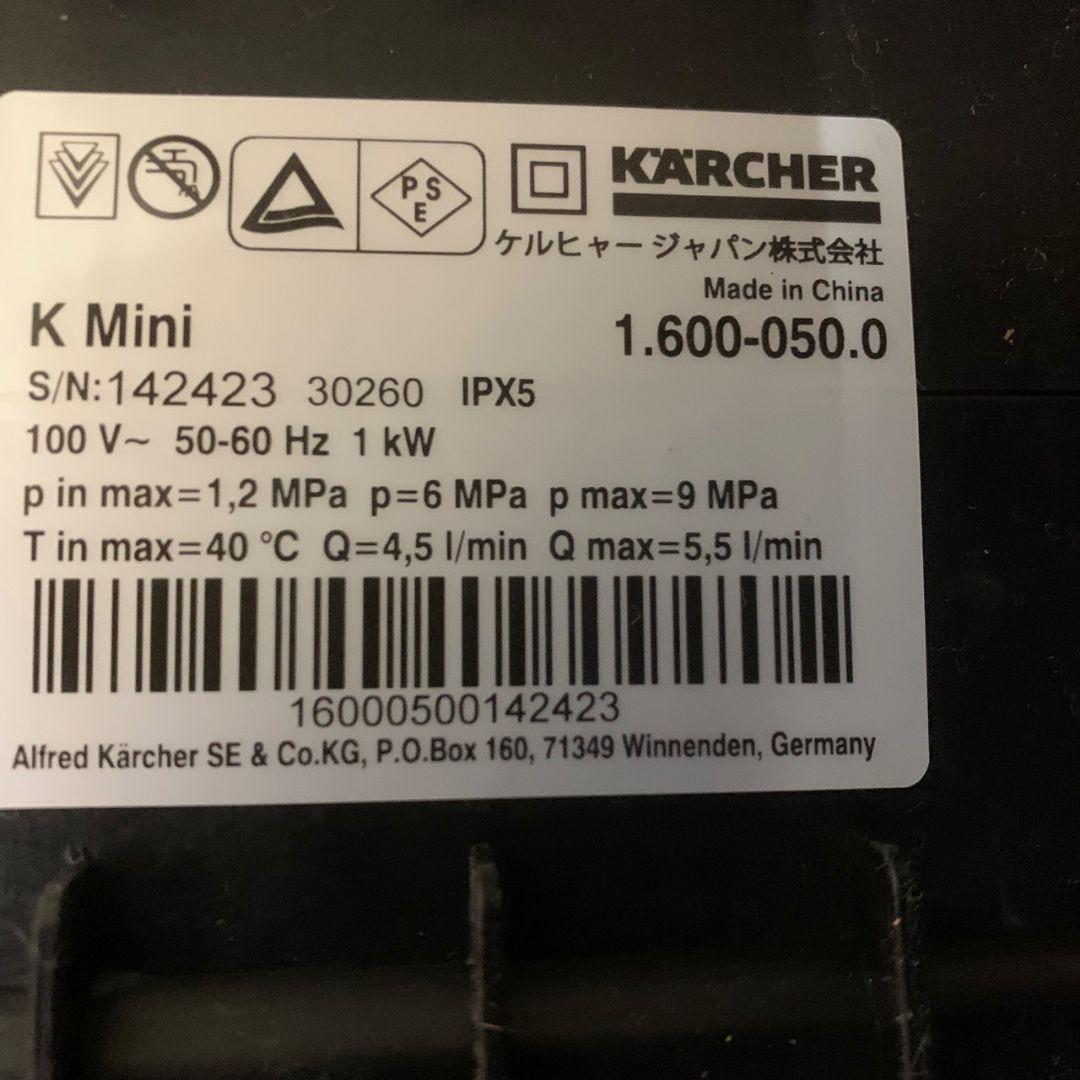 PSE
KÄRCHER
ケルヒャー ジャパン株式会社
Made in China
K Mini
1.600-050.0
S/N:142423 30260 IPX5
100 V~ 50-60 Hz 1 kW
p in max=1,2 MPa p=6 MPa p max=9 MPa
T in max=40 °C Q=4,5 l/min Q max=5,5 l/min
16000500142423
Alfred Kärcher SE & Co.KG, P.O.Box 160, 71349 Winnenden, Germany